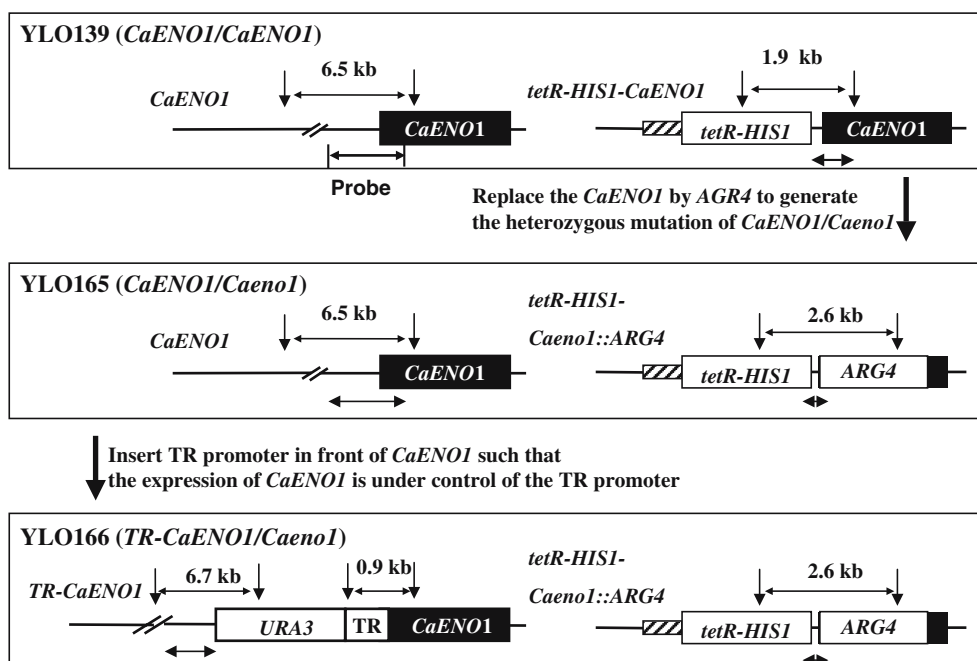 YLO139 (CaENO1/CaENO1)
6.5 kb
1.9 kb
CaENO1
tetR-HIS1-CaENO1
CaENO1
tetR-HIS1
CaENO1
Probe
Replace the CaENO1 by AGR4 to generate
the heterozygous mutation of CaENO1/Caeno1
YLO165 (CaENO1/Caeno1)
6.5 kb
tetR-HIS1-
2.6 kb
CaENO1
Caeno1::ARG4
CaENO1
tetR-HIS1
ARG4
Insert TR promoter in front of CaENO1 such that
the expression of CaENO1 is under control of the TR promoter
YLO166 (TR-CaENO1/Caeno1)
6.7 kb
0.9 kb
tetR-HIS1-
2.6 kb
TR-CaENO1
Caeno1::ARG4
URA3
TR
CaENO1
tetR-HIS1
ARG4